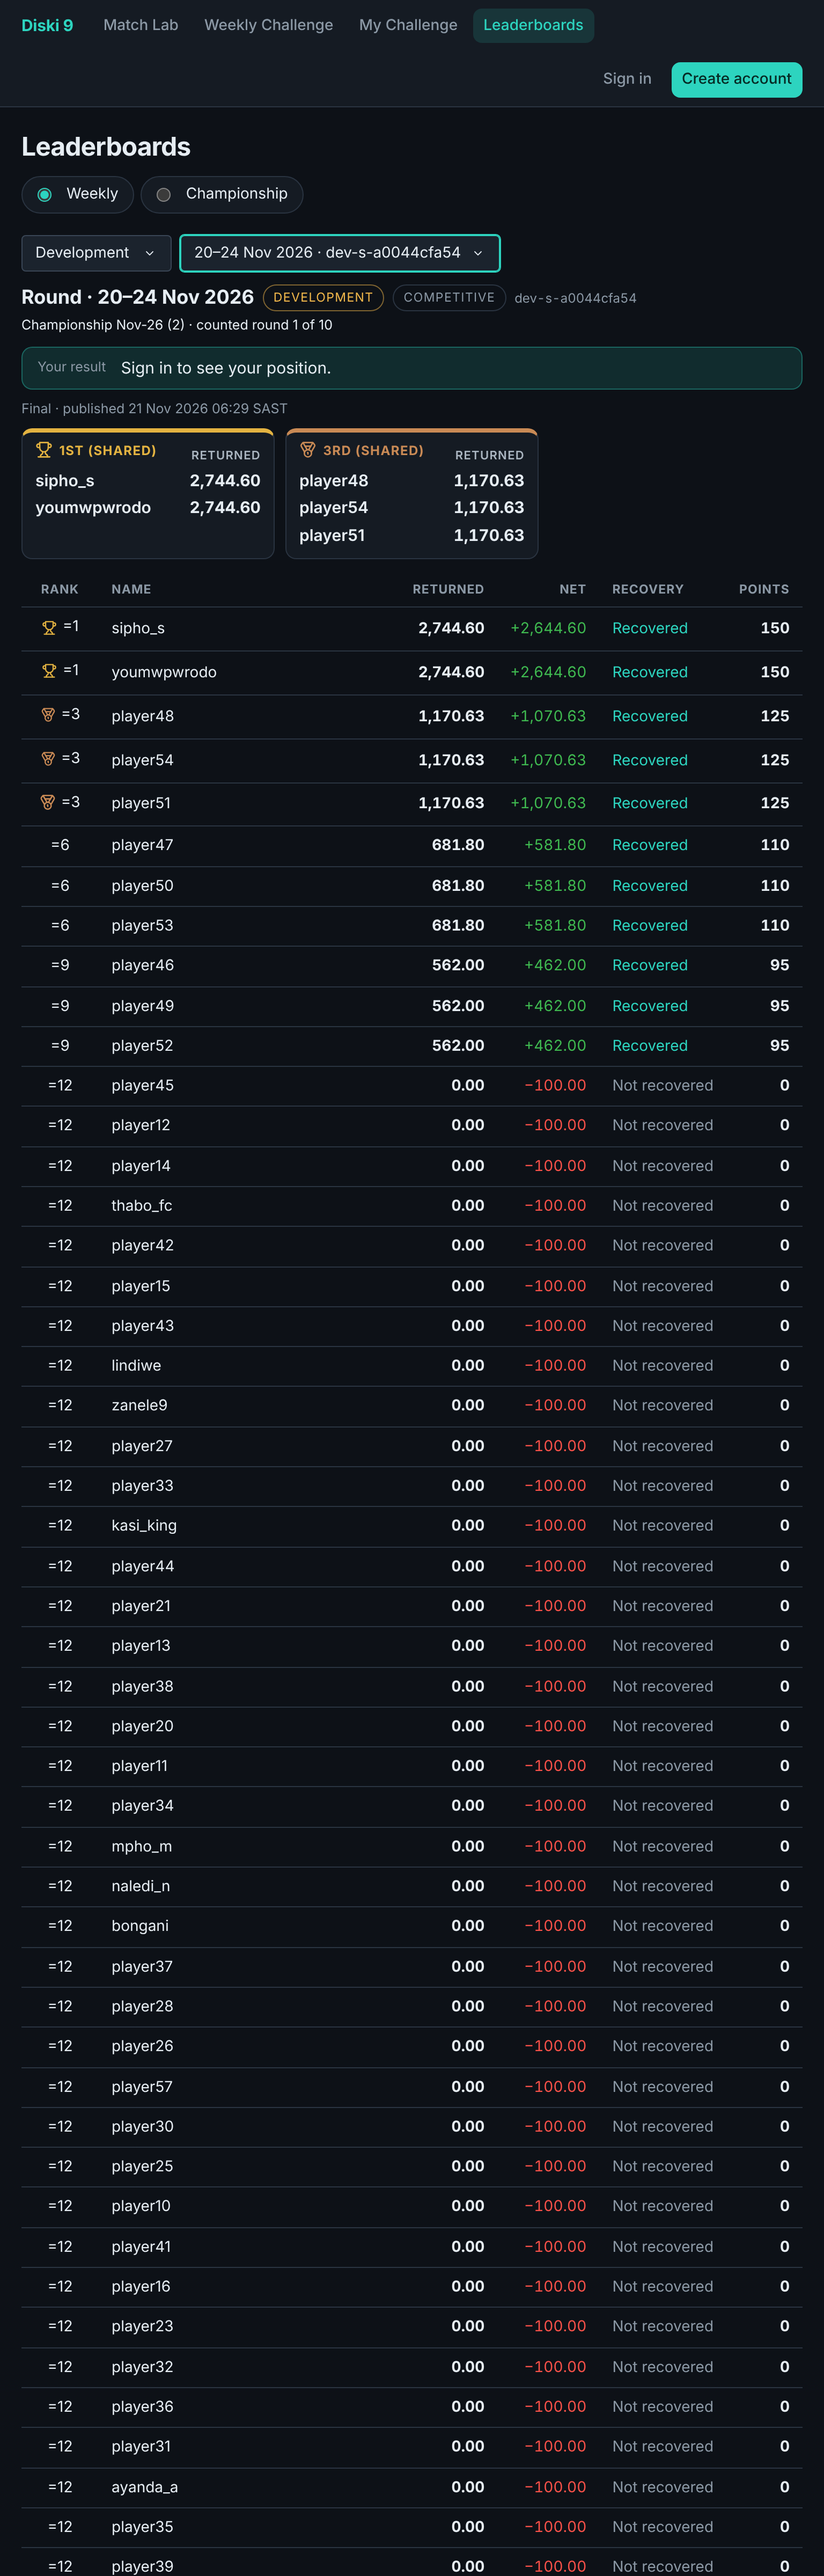 Diski 9 Match Lab Weekly Challenge My Challenge Leaderboards
Sign in Create account
Leaderboards
Weekly Championship
Development 20–24 Nov 2026 · dev-s-a0044cfa54
Round · 20–24 Nov 2026 DEVELOPMENT COMPETITIVE dev-s-a0044cfa54
Championship Nov-26 (2) · counted round 1 of 10
Your result Sign in to see your position.
Final · published 21 Nov 2026 06:29 SAST
1ST (SHARED) RETURNED
sipho_s 2,744.60
youmwpwrodo 2,744.60
3RD (SHARED) RETURNED
player48 1,170.63
player54 1,170.63
player51 1,170.63
RANK NAME RETURNED NET RECOVERY POINTS
=1 sipho_s 2,744.60 +2,644.60 Recovered 150
=1 youmwpwrodo 2,744.60 +2,644.60 Recovered 150
=3 player48 1,170.63 +1,070.63 Recovered 125
=3 player54 1,170.63 +1,070.63 Recovered 125
=3 player51 1,170.63 +1,070.63 Recovered 125
=6 player47 681.80 +581.80 Recovered 110
=6 player50 681.80 +581.80 Recovered 110
=6 player53 681.80 +581.80 Recovered 110
=9 player46 562.00 +462.00 Recovered 95
=9 player49 562.00 +462.00 Recovered 95
=9 player52 562.00 +462.00 Recovered 95
=12 player45 0.00 −100.00 Not recovered 0
=12 player12 0.00 −100.00 Not recovered 0
=12 player14 0.00 −100.00 Not recovered 0
=12 thabo_fc 0.00 −100.00 Not recovered 0
=12 player42 0.00 −100.00 Not recovered 0
=12 player15 0.00 −100.00 Not recovered 0
=12 player43 0.00 −100.00 Not recovered 0
=12 lindiwe 0.00 −100.00 Not recovered 0
=12 zanele9 0.00 −100.00 Not recovered 0
=12 player27 0.00 −100.00 Not recovered 0
=12 player33 0.00 −100.00 Not recovered 0
=12 kasi_king 0.00 −100.00 Not recovered 0
=12 player44 0.00 −100.00 Not recovered 0
=12 player21 0.00 −100.00 Not recovered 0
=12 player13 0.00 −100.00 Not recovered 0
=12 player38 0.00 −100.00 Not recovered 0
=12 player20 0.00 −100.00 Not recovered 0
=12 player11 0.00 −100.00 Not recovered 0
=12 player34 0.00 −100.00 Not recovered 0
=12 mpho_m 0.00 −100.00 Not recovered 0
=12 naledi_n 0.00 −100.00 Not recovered 0
=12 bongani 0.00 −100.00 Not recovered 0
=12 player37 0.00 −100.00 Not recovered 0
=12 player28 0.00 −100.00 Not recovered 0
=12 player26 0.00 −100.00 Not recovered 0
=12 player57 0.00 −100.00 Not recovered 0
=12 player30 0.00 −100.00 Not recovered 0
=12 player25 0.00 −100.00 Not recovered 0
=12 player10 0.00 −100.00 Not recovered 0
=12 player41 0.00 −100.00 Not recovered 0
=12 player16 0.00 −100.00 Not recovered 0
=12 player23 0.00 −100.00 Not recovered 0
=12 player32 0.00 −100.00 Not recovered 0
=12 player36 0.00 −100.00 Not recovered 0
=12 player31 0.00 −100.00 Not recovered 0
=12 ayanda_a 0.00 −100.00 Not recovered 0
=12 player35 0.00 −100.00 Not recovered 0
=12 player39 0.00 −100.00 Not recovered 0